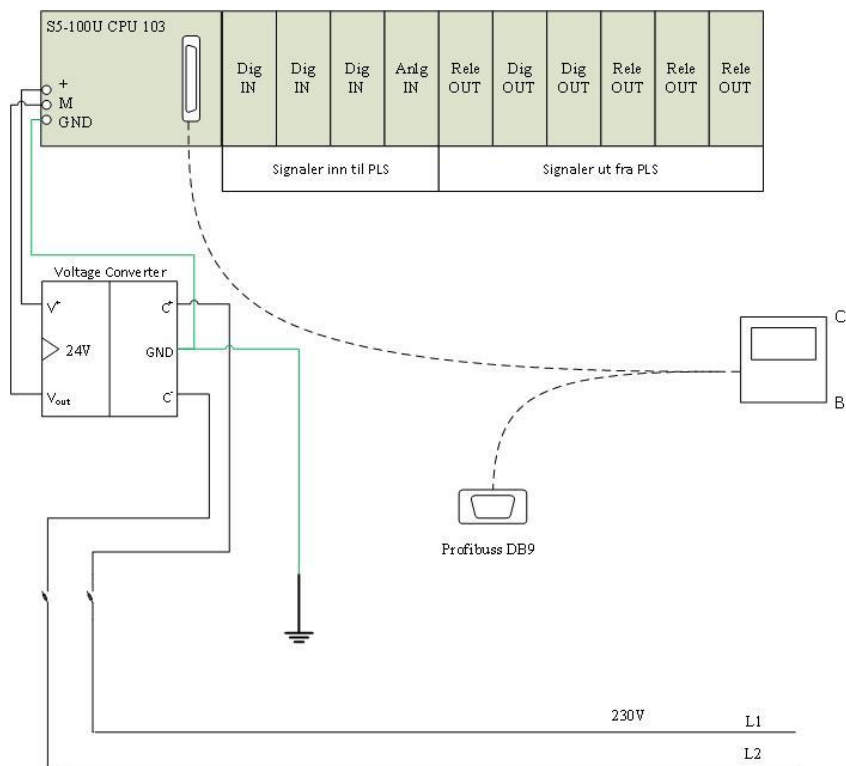 S5-100U CPU 103
+
M
GND
Dig
IN
Dig
IN
Dig
IN
Anlg
IN
Rele
OUT
Dig
OUT
Dig
OUT
Rele
OUT
Rele
OUT
Rele
OUT
Signaler inn til PLS
Signaler ut fra PLS
Voltage Converter
V+
C+
24V
GND
Vout
C-
C
B
Profibuss DB9
230V
L1
L2